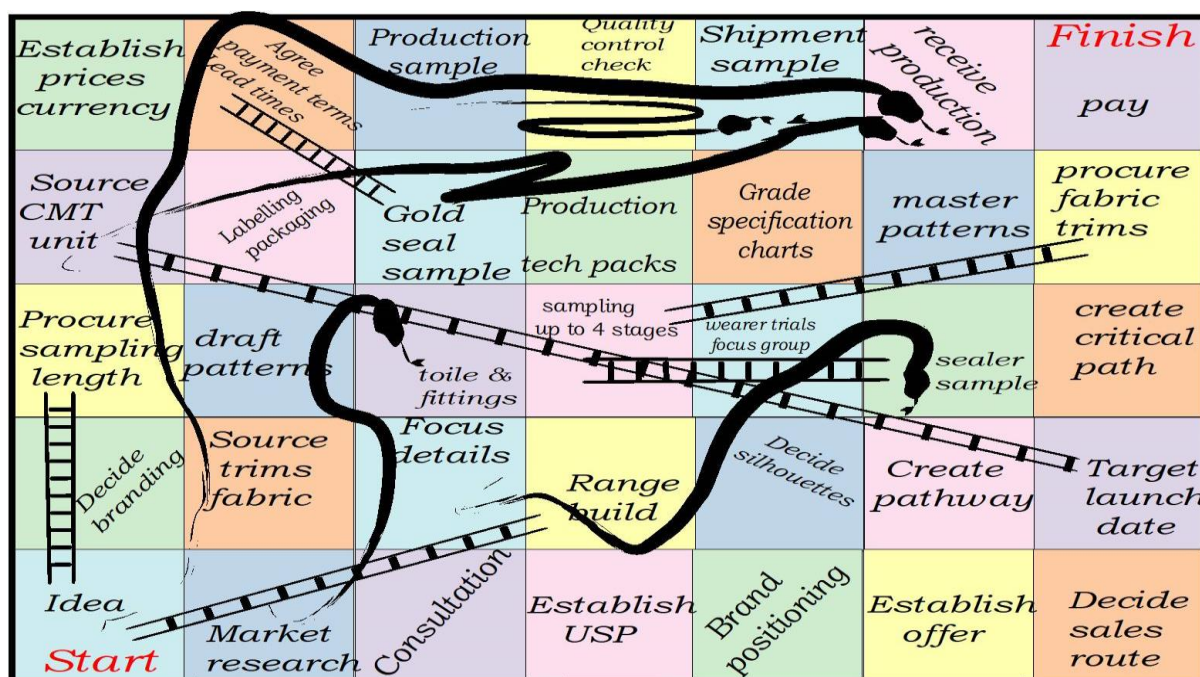 Establish
prices
currency
Agree
payment terms
Lead times
Production
sample
Quality
control
check
Shipment
sample
receive
production
Finish
pay
Source
CMT
unit
Labelling
packaging
Gold
seal
sample
Production
tech packs
Grade
specification
charts
master
patterns
procure
fabric
trims
Procure
sampling
length
draft
patterns
toile &
fittings
sampling
up to 4 stages
wearer trials
focus group
sealer
sample
create
critical
path
Decide
branding
Source
trims
fabric
Focus
details
Range
build
Decide
silhouettes
Create
pathway
Target
launch
date
Idea
Start
Market
research
Consultation
Establish
USP
Brand
positioning
Establish
offer
Decide
sales
route